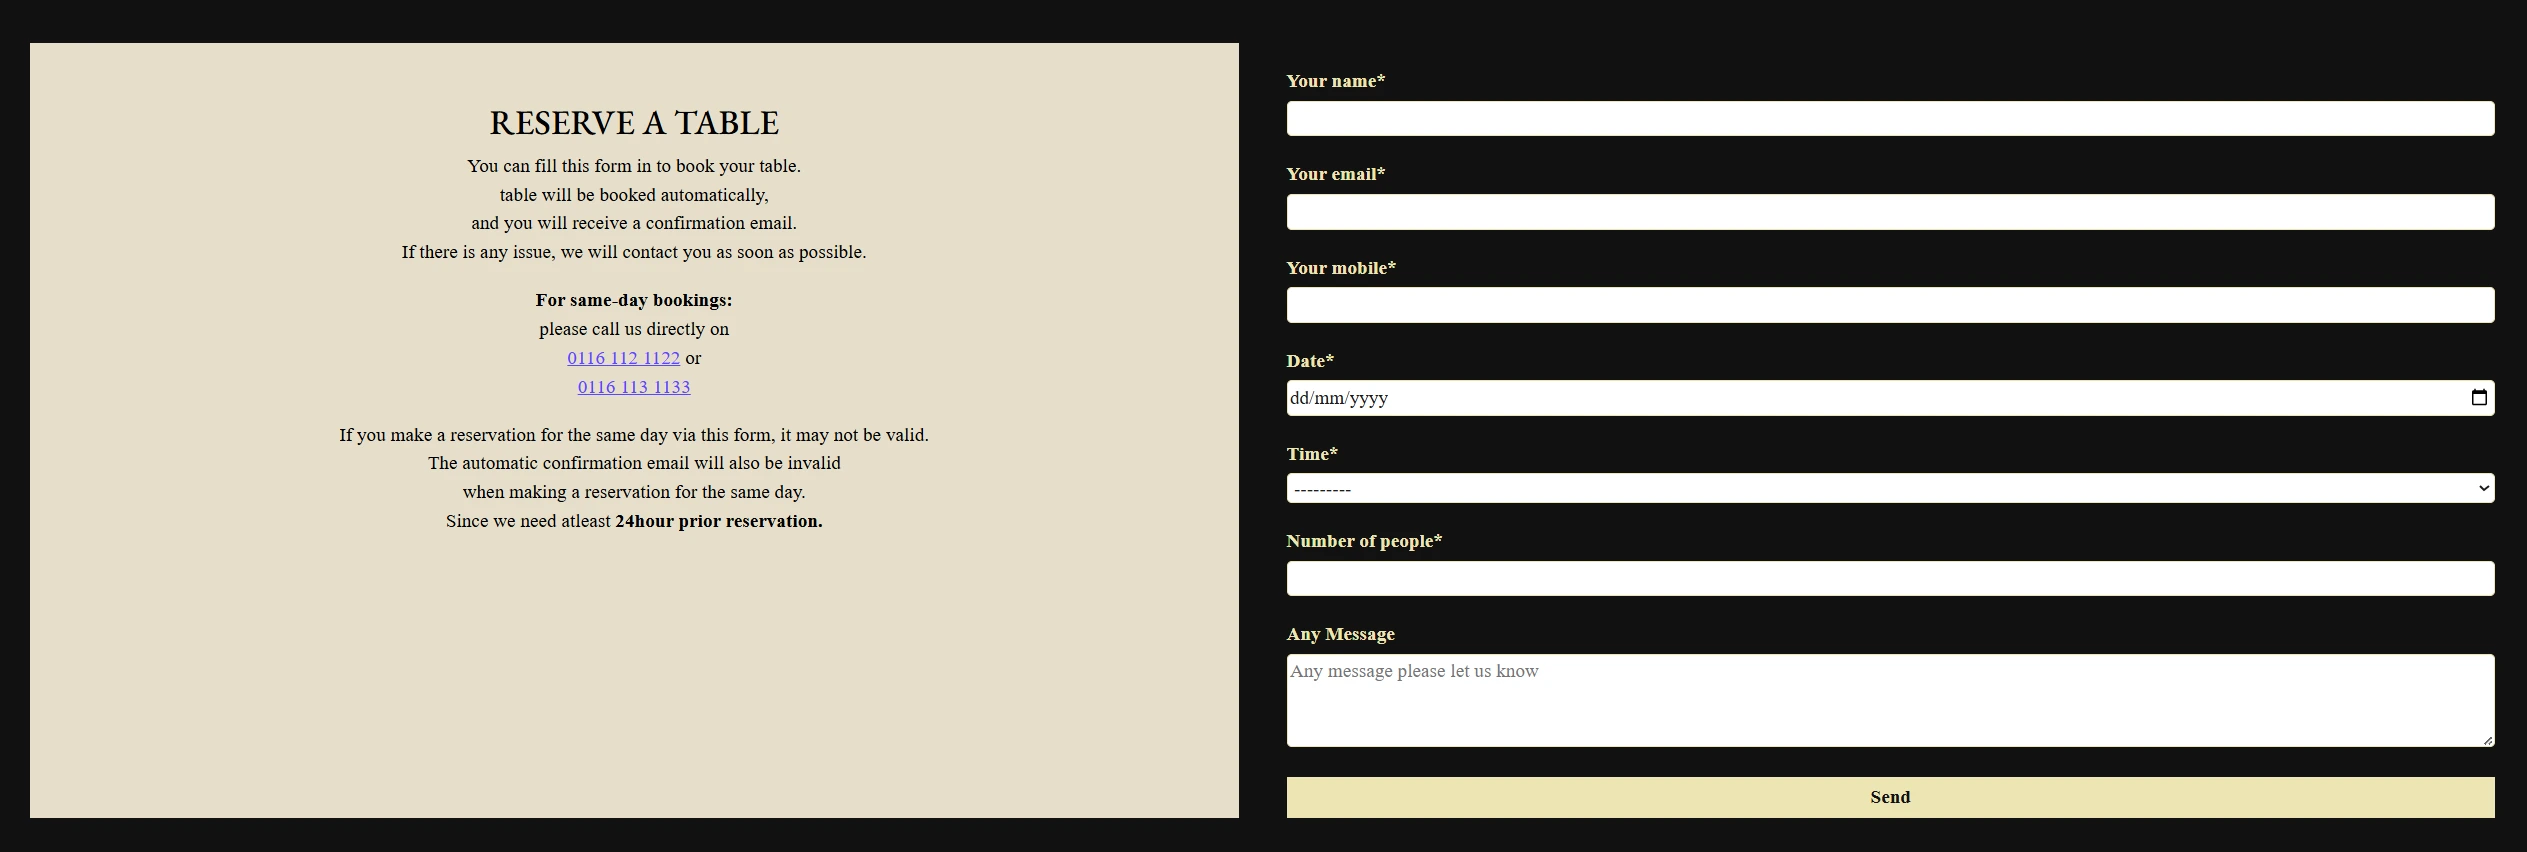 RESERVE A TABLE
You can fill this form in to book your table.
table will be booked automatically,
and you will receive a confirmation email.
If there is any issue, we will contact you as soon as possible.
For same-day bookings:
please call us directly on
0116 112 1122 or
0116 113 1133
If you make a reservation for the same day via this form, it may not be valid.
The automatic confirmation email will also be invalid
when making a reservation for the same day.
Since we need atleast 24hour prior reservation.
Your name*
Your email*
Your mobile*
Date*
dd/mm/yyyy
Time*
---------
Number of people*
Any Message
Any message please let us know
Send